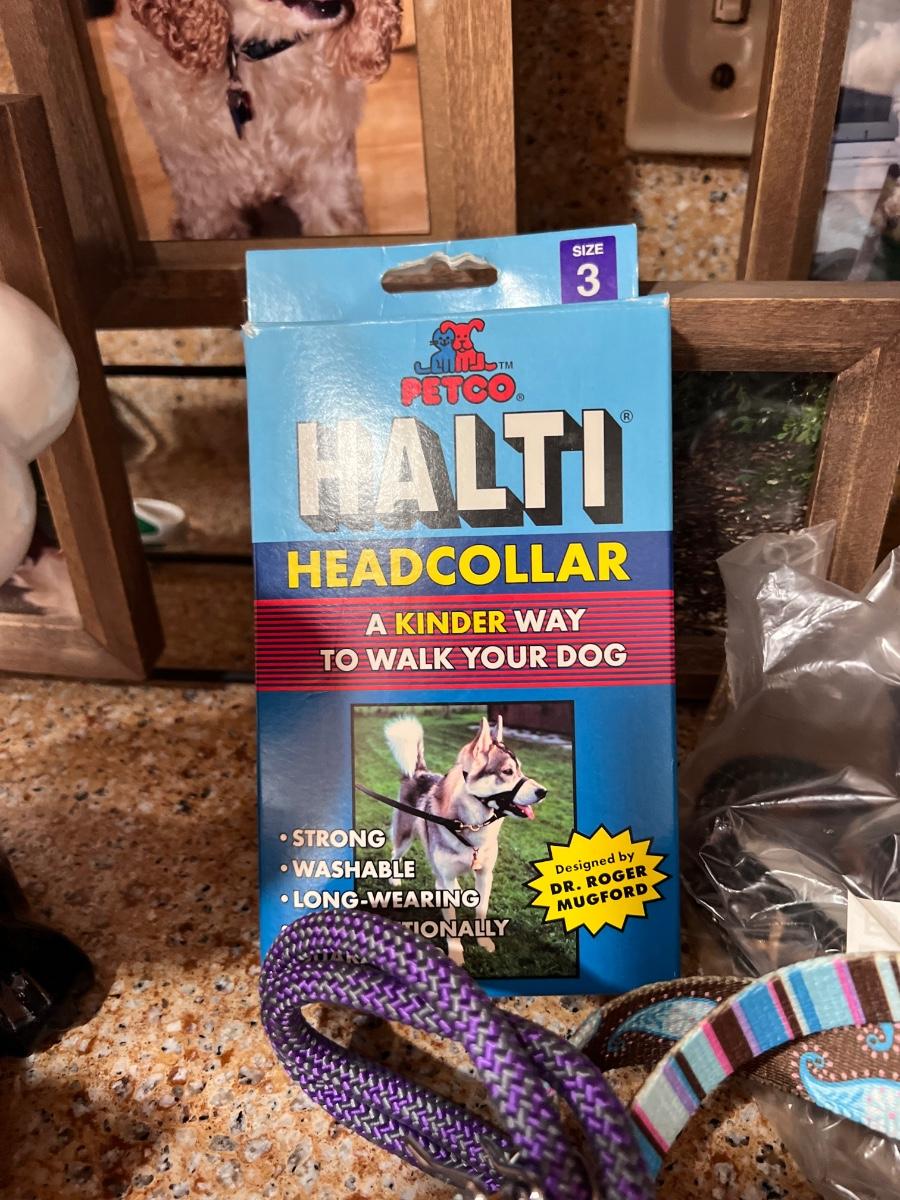 SIZE
3
TM
PETCO®
HALTI®
HEADCOLLAR
A KINDER WAY
TO WALK YOUR DOG
• STRONG
• WASHABLE
• LONG-WEARING
Designed by
DR. ROGER
MUGFORD